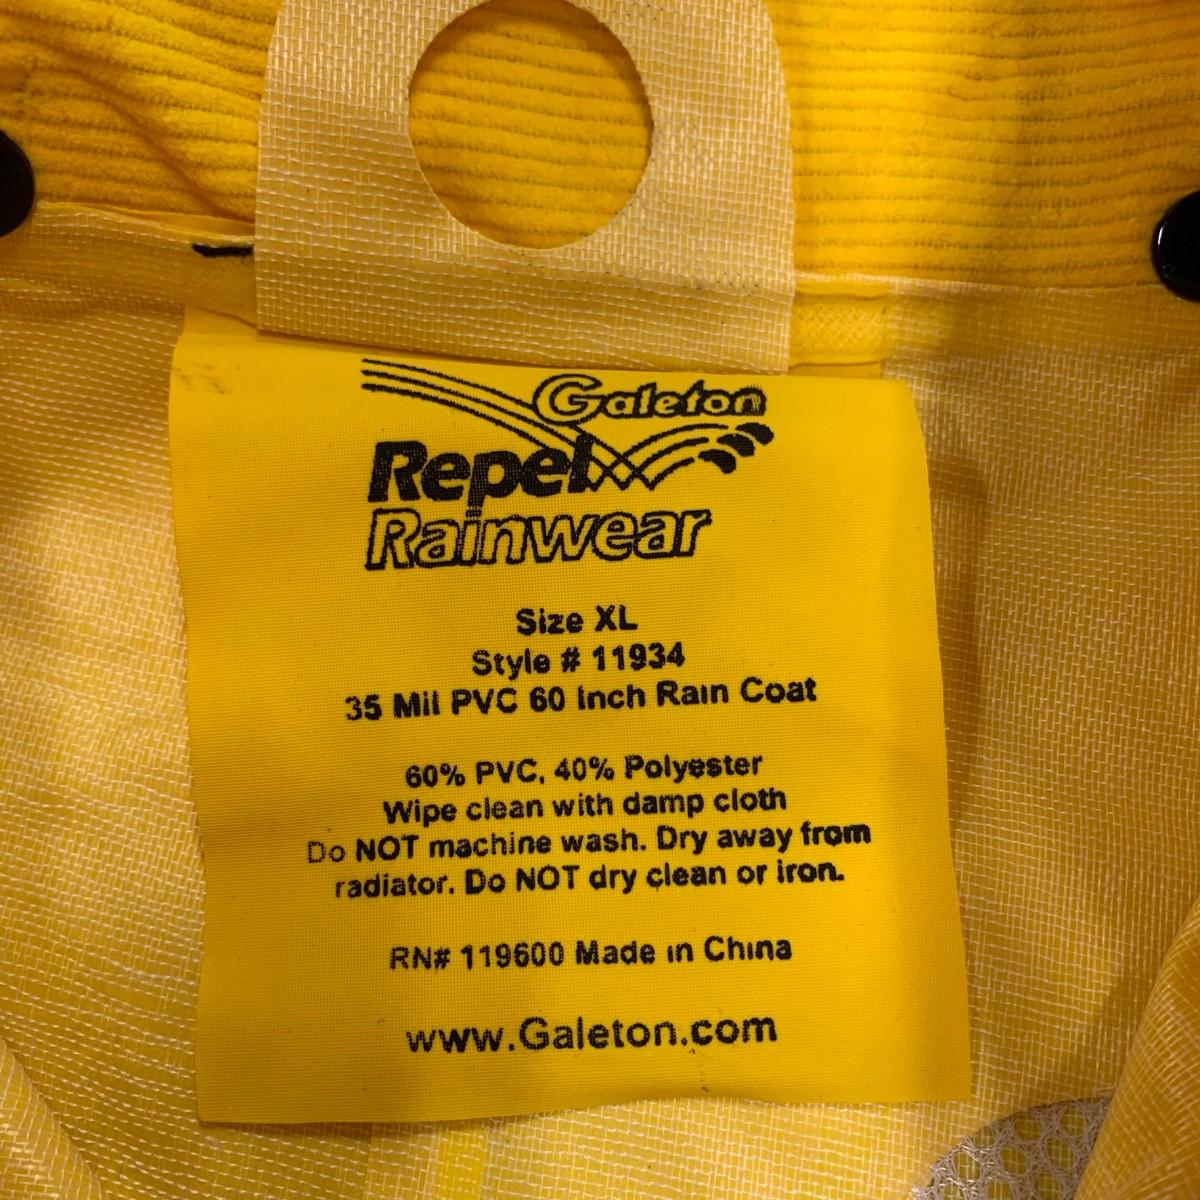 Galeton
Repel
Rainwear
Size XL
Style # 11934
35 Mil PVC 60 Inch Rain Coat
60% PVC, 40% Polyester
Wipe clean with damp cloth
Do NOT machine wash. Dry away from
radiator. Do NOT dry clean or iron.
RN# 119600 Made in China
www.Galeton.com